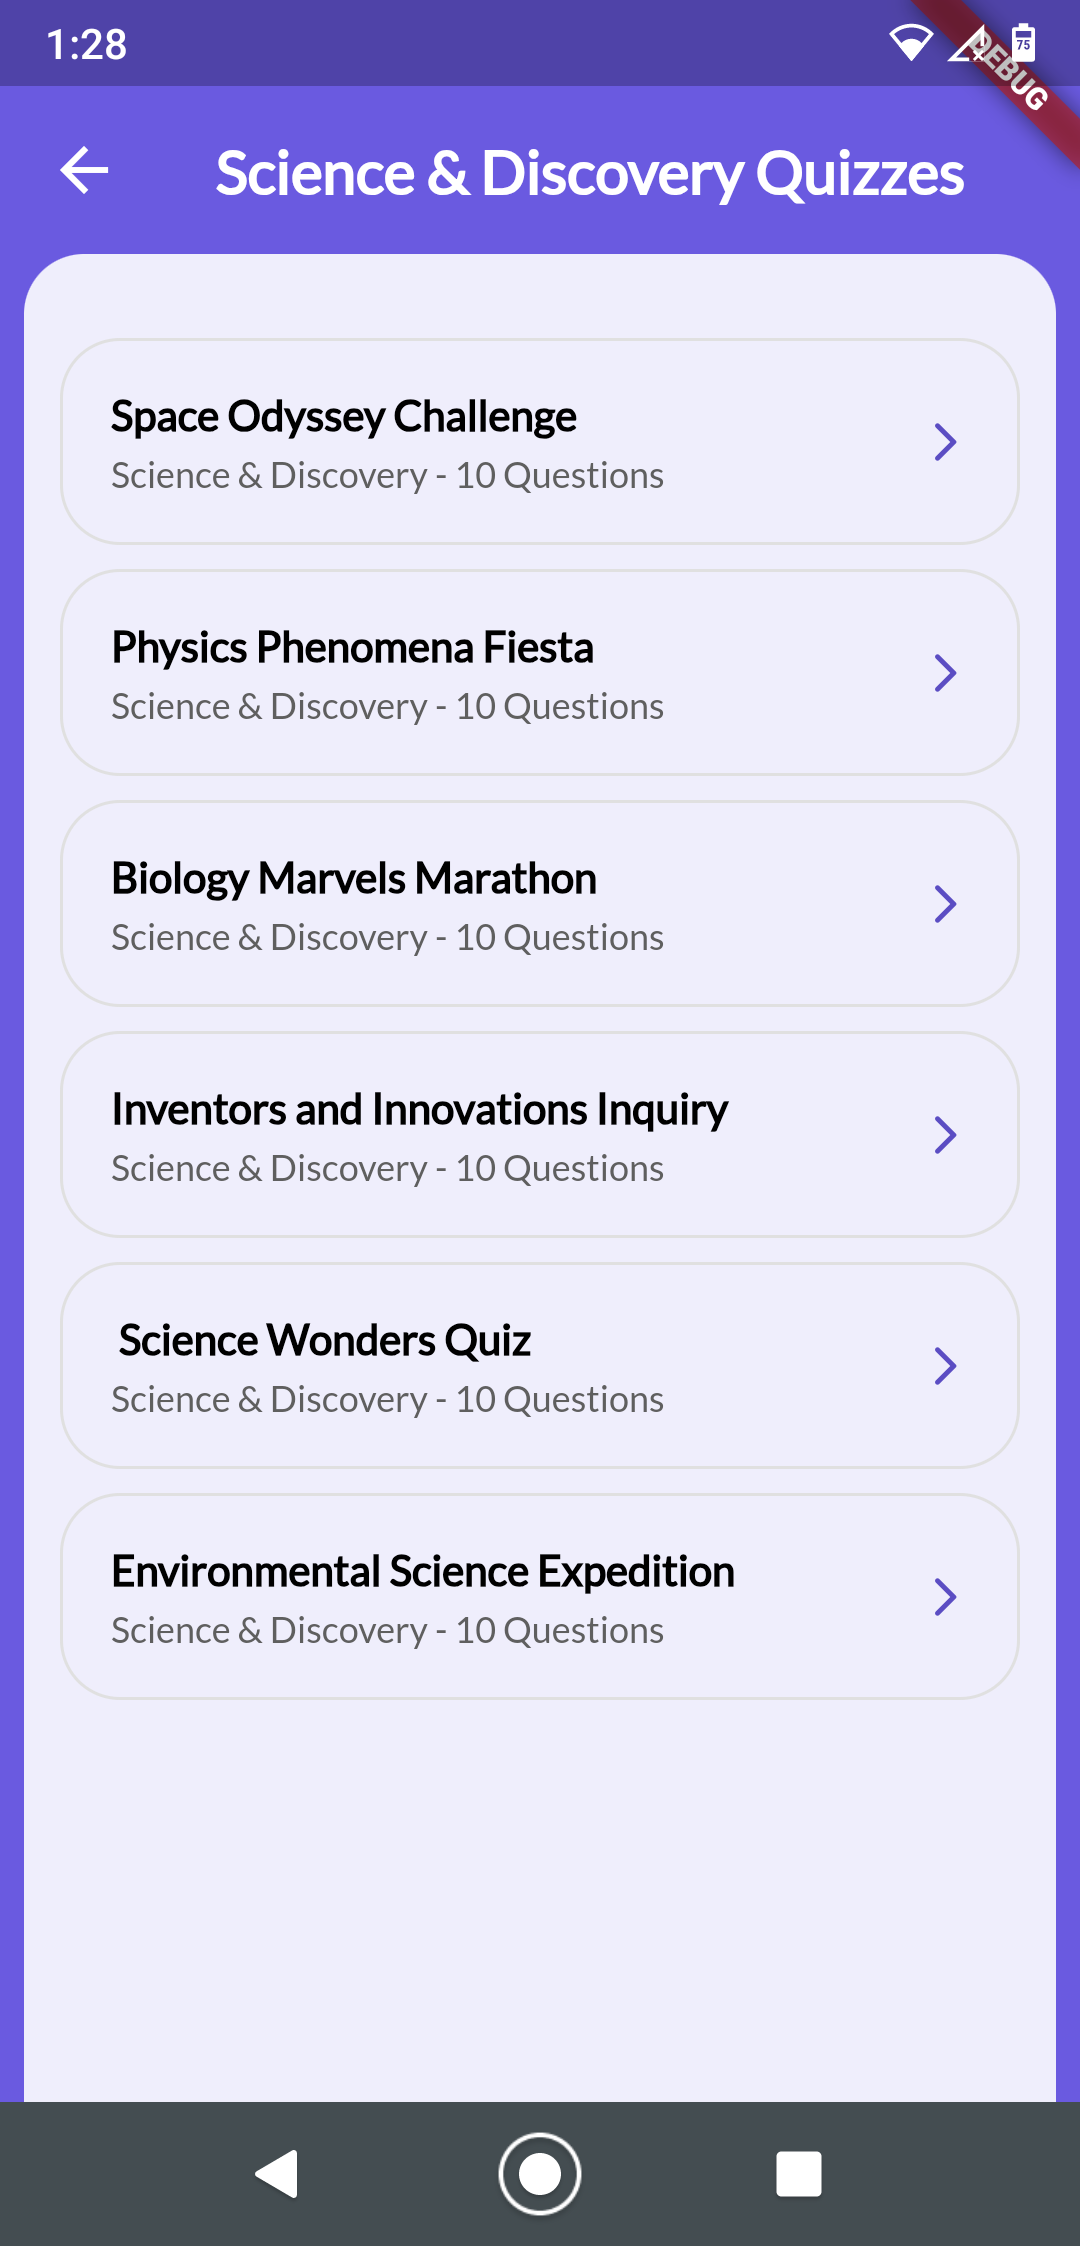 1:28
75
DEBUG
Science & Discovery Quizzes
Space Odyssey Challenge
Science & Discovery - 10 Questions
Physics Phenomena Fiesta
Science & Discovery - 10 Questions
Biology Marvels Marathon
Science & Discovery - 10 Questions
Inventors and Innovations Inquiry
Science & Discovery - 10 Questions
Science Wonders Quiz
Science & Discovery - 10 Questions
Environmental Science Expedition
Science & Discovery - 10 Questions